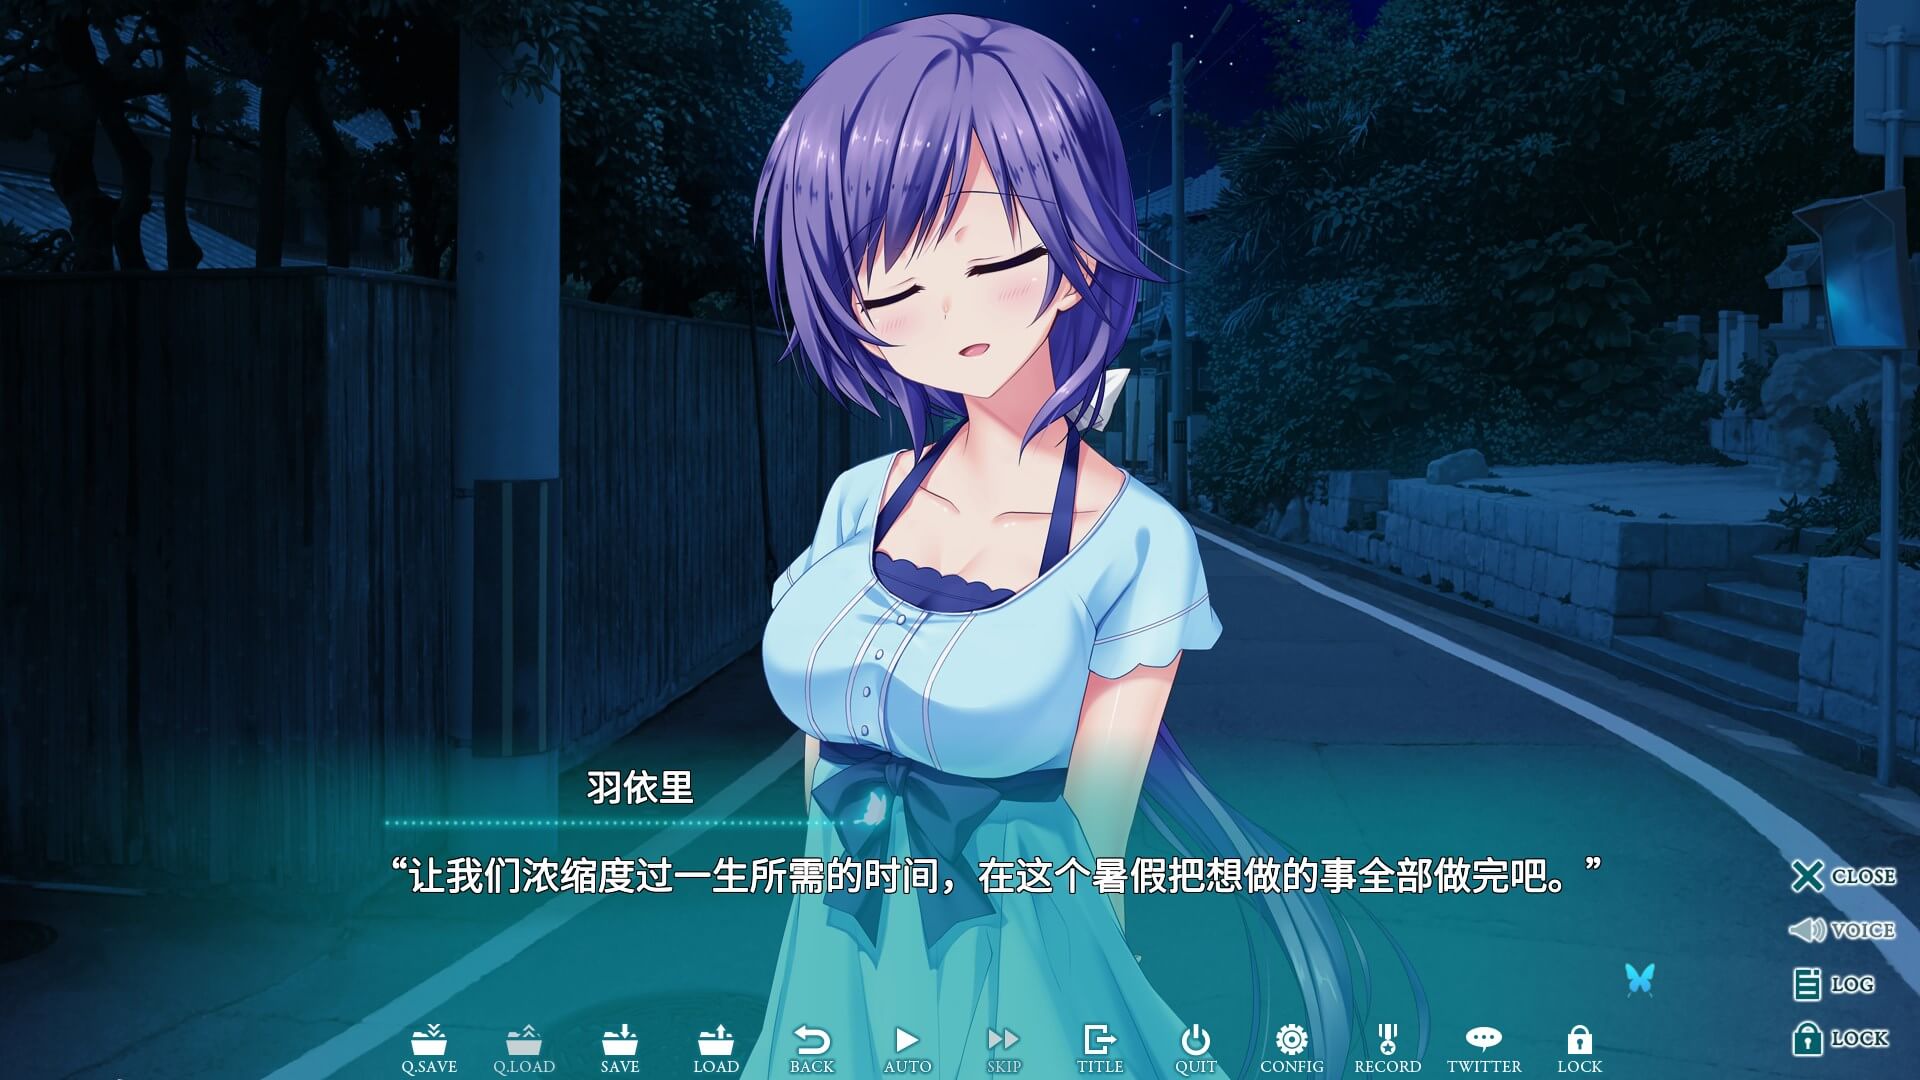 羽依里
“让我们浓缩度过一生所需的时间，在这个暑假把想做的事全部做完吧。”
CLOSE
VOICE
LOG
LOCK
Q.SAVE
Q.LOAD
SAVE
LOAD
BACK
AUTO
SKIP
TITLE
QUIT
CONFIG
RECORD
TWITTER
LOCK